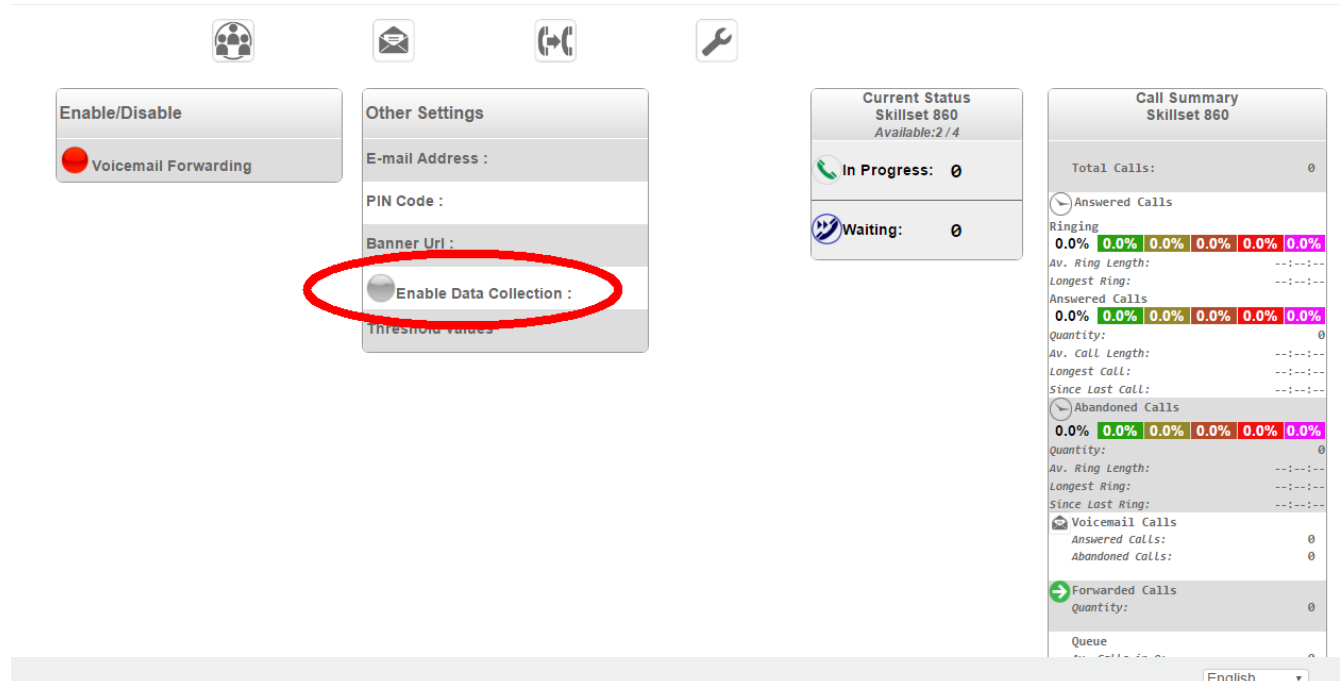 Enable/Disable
Voicemail Forwarding
Other Settings
E-mail Address :
PIN Code :
Banner Url :
Enable Data Collection :
Threshold Values
Current Status
Skillset 860
Available:2 / 4
In Progress: 0
Waiting: 0
Call Summary
Skillset 860
Total Calls: 0
Answered Calls
Ringing
0.0% 0.0% 0.0% 0.0% 0.0% 0.0%
Av. Ring Length: --:--:--
Longest Ring: --:--:--
Answered Calls
0.0% 0.0% 0.0% 0.0% 0.0% 0.0%
Quantity: 0
Av. Call Length: --:--:--
Longest Call: --:--:--
Since Last Call: --:--:--
Abandoned Calls
0.0% 0.0% 0.0% 0.0% 0.0% 0.0%
Quantity: 0
Av. Ring Length: --:--:--
Longest Ring: --:--:--
Since Last Ring: --:--:--
Voicemail Calls
Answered Calls: 0
Abandoned Calls: 0
Forwarded Calls
Quantity: 0
Queue
English